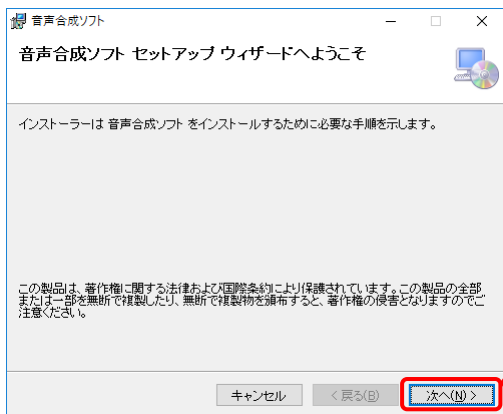 音声合成ソフト
音声合成ソフト セットアップ ウィザードへようこそ
インストーラーは 音声合成ソフト をインストールするために必要な手順を示します。
この製品は、著作権に関する法律および国際条約により保護されています。この製品の全部
または一部を無断で複製したり、無断で複製物を頒布すると、著作権の侵害となりますのでご
注意ください。
キャンセル < 戻る(B) 次へ(N) >